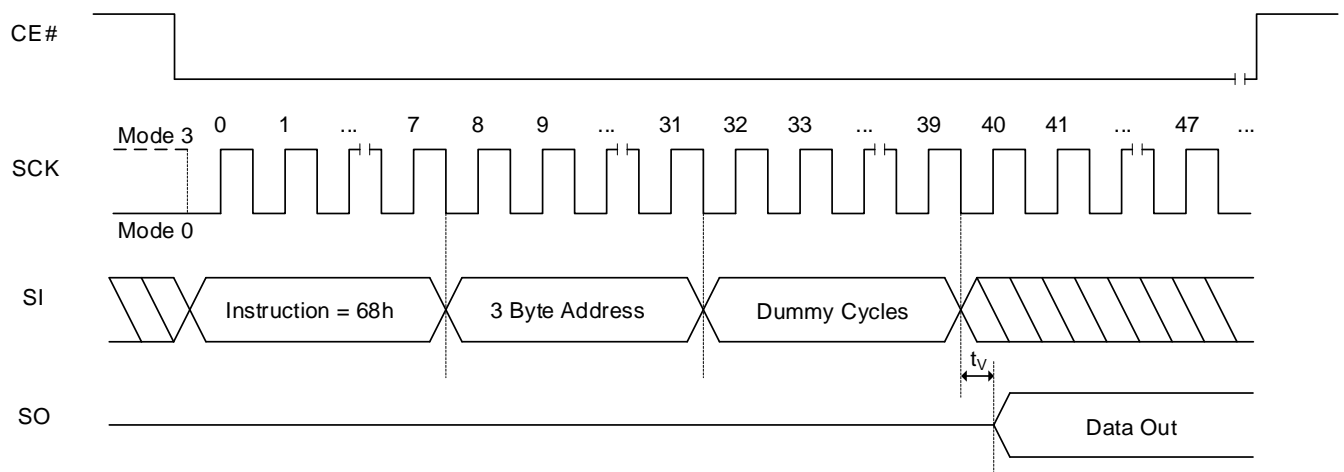 CE#
Mode 3
0 1 ... 7 8 9 ... 31 32 33 ... 39 40 41 ... 47 ...
SCK
Mode 0
SI
Instruction = 68h
3 Byte Address
Dummy Cycles
tV
SO
Data Out